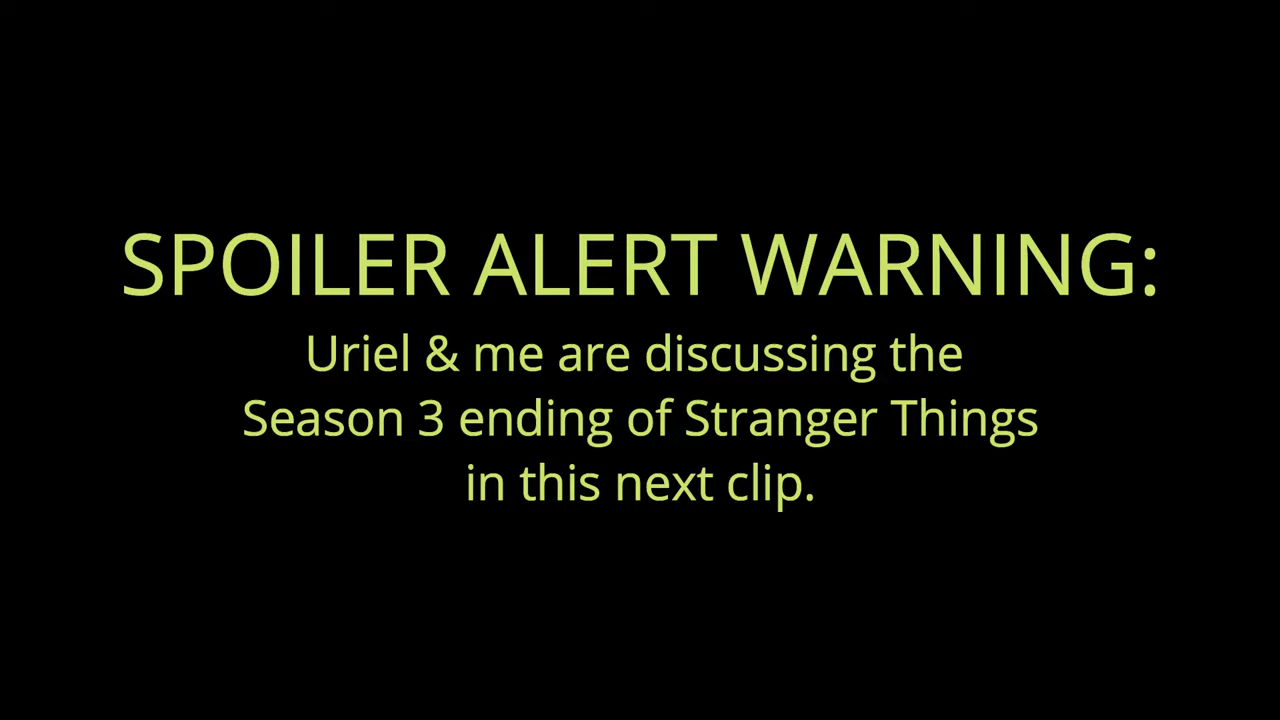 SPOILER ALERT WARNING:
Uriel & me are discussing the
Season 3 ending of Stranger Things
in this next clip.